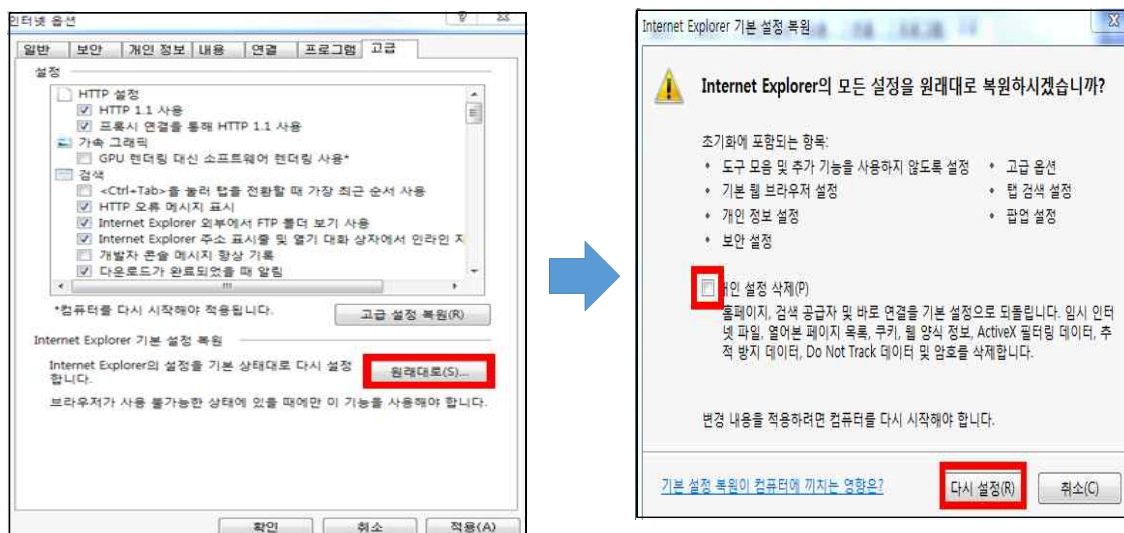 인터넷 옵션
일반 보안 개인 정보 내용 연결 프로그램 고급
설정
HTTP 설정
HTTP 1.1 사용
프록시 연결을 통해 HTTP 1.1 사용
가속 그래픽
GPU 렌더링 대신 소프트웨어 렌더링 사용*
검색
<Ctrl+Tab>을 눌러 탭을 전환할 때 가장 최근 순서 사용
HTTP 오류 메시지 표시
Internet Explorer 외부에서 FTP 폴더 보기 사용
Internet Explorer 주소 표시줄 및 열기 대화 상자에서 인라인 자
개발자 콘솔 메시지 항상 기록
다운로드가 완료되었을 때 알림
*컴퓨터를 다시 시작해야 적용됩니다.
고급 설정 복원(R)
Internet Explorer 기본 설정 복원
Internet Explorer의 설정을 기본 상태대로 다시 설정
합니다.
원래대로(S)...
브라우저가 사용 불가능한 상태에 있을 때에만 이 기능을 사용해야 합니다.
확인 취소 적용(A)
Internet Explorer 기본 설정 복원
Internet Explorer의 모든 설정을 원래대로 복원하시겠습니까?
초기화에 포함되는 항목:
• 도구 모음 및 추가 기능을 사용하지 않도록 설정 • 고급 옵션
• 기본 웹 브라우저 설정 • 탭 검색 설정
• 개인 정보 설정 • 팝업 설정
• 보안 설정
개인 설정 삭제(P)
홈페이지, 검색 공급자 및 바로 연결을 기본 설정으로 되돌립니다. 임시 인터
넷 파일, 열어본 페이지 목록, 쿠키, 웹 양식 정보, ActiveX 필터링 데이터, 추
적 방지 데이터, Do Not Track 데이터 및 암호를 삭제합니다.
변경 내용을 적용하려면 컴퓨터를 다시 시작해야 합니다.
기본 설정 복원이 컴퓨터에 끼치는 영향은?
다시 설정(R) 취소(C)